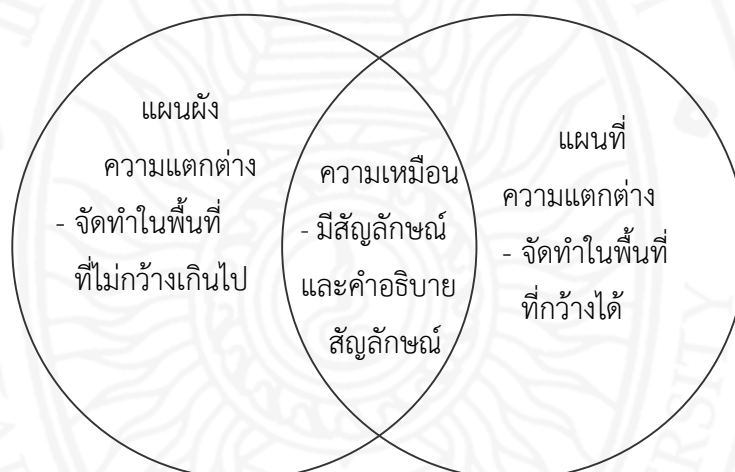 แผนผัง
ความแตกต่าง
- จัดทำในพื้นที่
ที่ไม่กว้างเกินไป
ความเหมือน
- มีสัญลักษณ์
และคำอธิบาย
สัญลักษณ์
แผนที่
ความแตกต่าง
- จัดทำในพื้นที่
ที่กว้างได้
RSITY